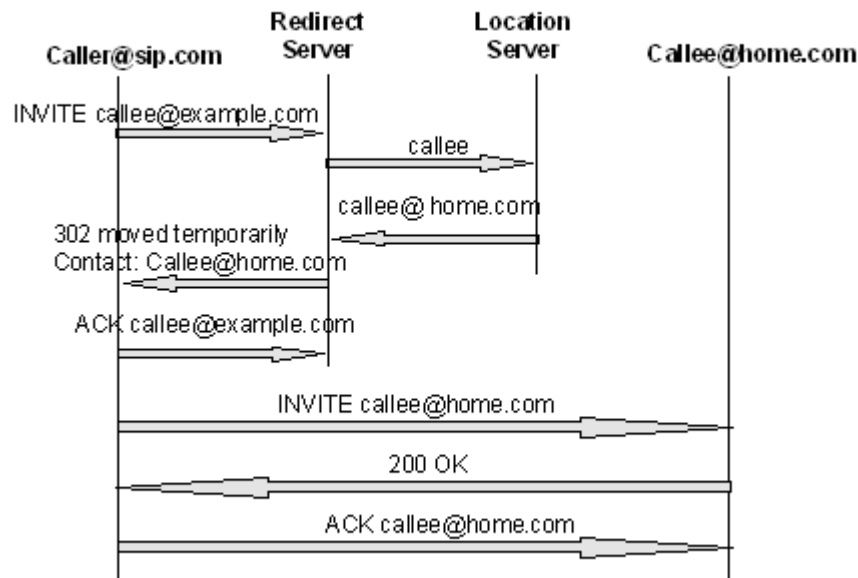 Redirect Server
Location Server
Caller@sip.com
Callee@home.com
INVITE callee@example.com
callee
callee@ home.com
302 moved temporarily
Contact: Callee@home.com
ACK callee@example.com
INVITE callee@home.com
200 OK
ACK callee@home.com